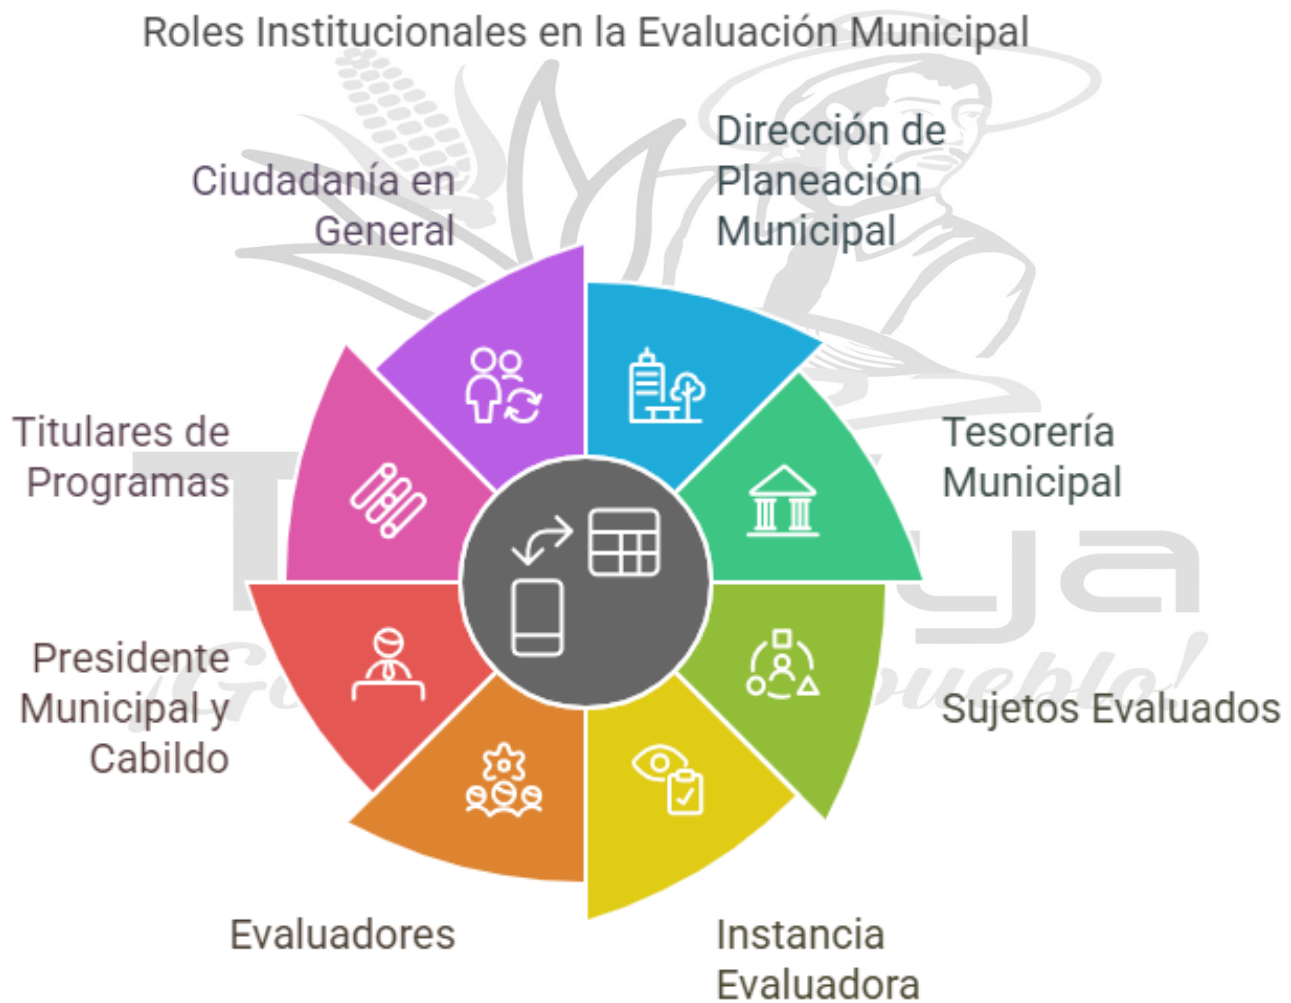 Roles Institucionales en la Evaluación Municipal
Dirección de
Planeación
Municipal
Ciudadanía en
General
Titulares de
Programas
Tesorería
Municipal
Presidente
Municipal y
Cabildo
Sujetos Evaluados
Evaluadores
Instancia
Evaluadora